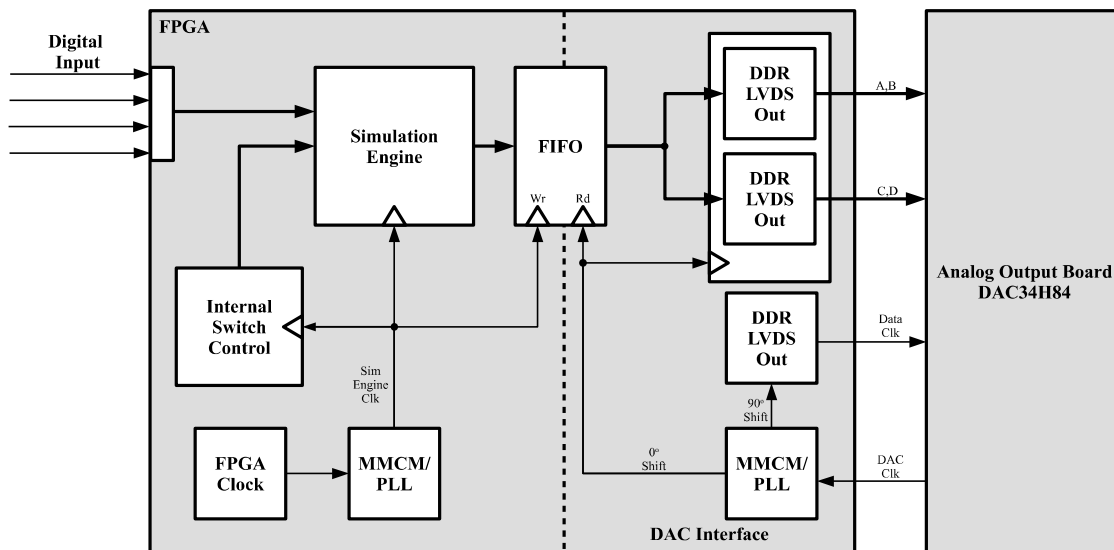 FPGA
Digital
Input
Simulation
Engine
FIFO
Wr
Rd
DDR
LVDS
Out
A,B
DDR
LVDS
Out
C,D
Analog Output Board
DAC34H84
Internal
Switch
Control
DDR
LVDS
Out
Data
Clk
Sim
Engine
Clk
90° 
Shift
FPGA
Clock
MMCM/
PLL
0°
Shift
MMCM/
PLL
DAC
Clk
DAC Interface